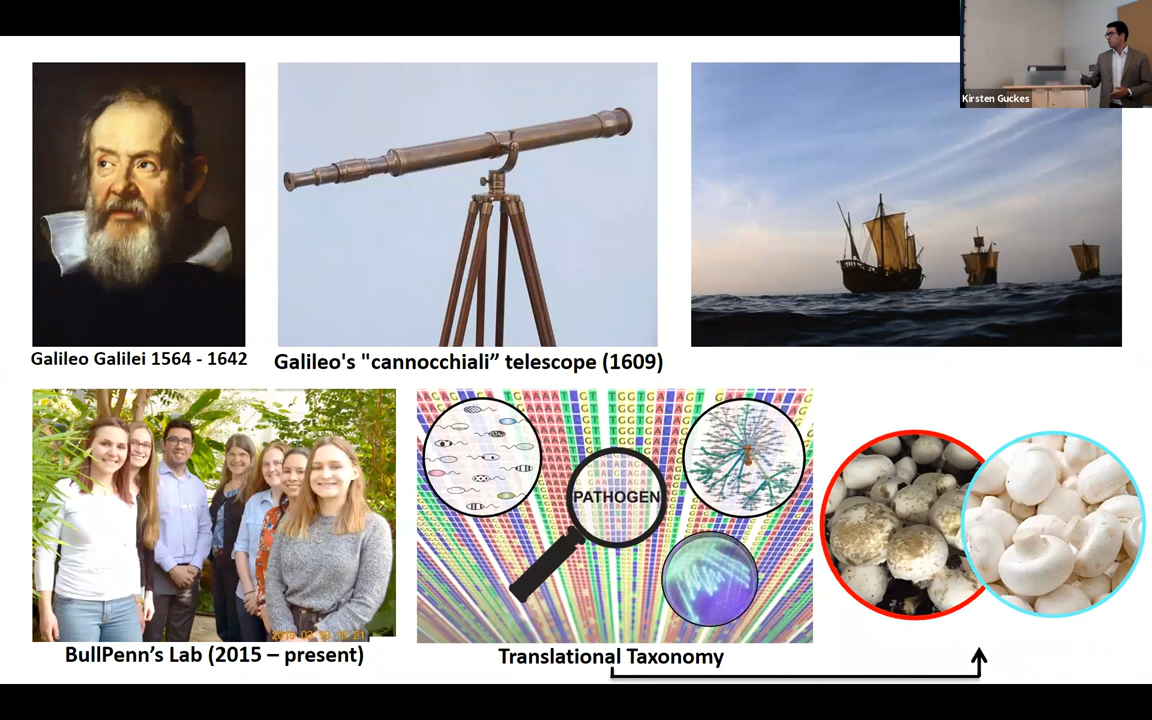 Kirsten Guckes
Galileo Galilei 1564 - 1642
Galileo's "cannocchiali” telescope (1609)
PATHOGEN
BullPenn’s Lab (2015 – present)
Translational Taxonomy